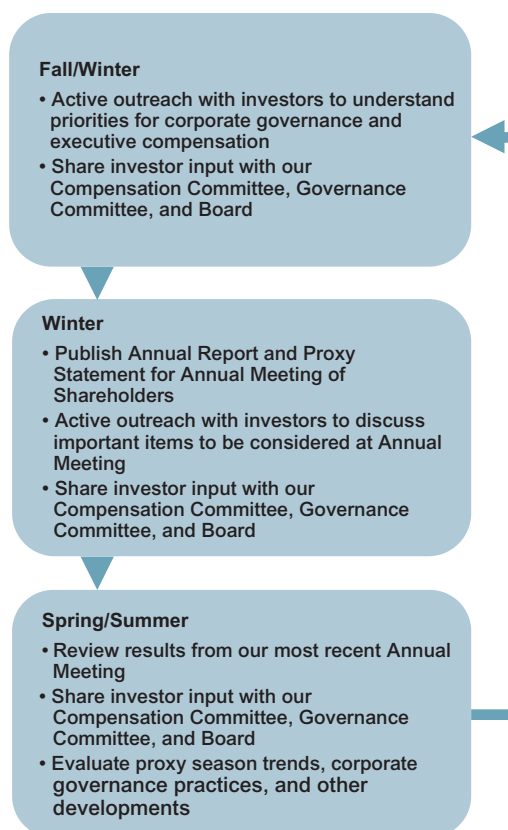 Fall/Winter
• Active outreach with investors to understand
priorities for corporate governance and
executive compensation
• Share investor input with our
Compensation Committee, Governance
Committee, and Board
Winter
• Publish Annual Report and Proxy
Statement for Annual Meeting of
Shareholders
• Active outreach with investors to discuss
important items to be considered at Annual
Meeting
• Share investor input with our
Compensation Committee, Governance
Committee, and Board
Spring/Summer
• Review results from our most recent Annual
Meeting
• Share investor input with our
Compensation Committee, Governance
Committee, and Board
• Evaluate proxy season trends, corporate
governance practices, and other
developments